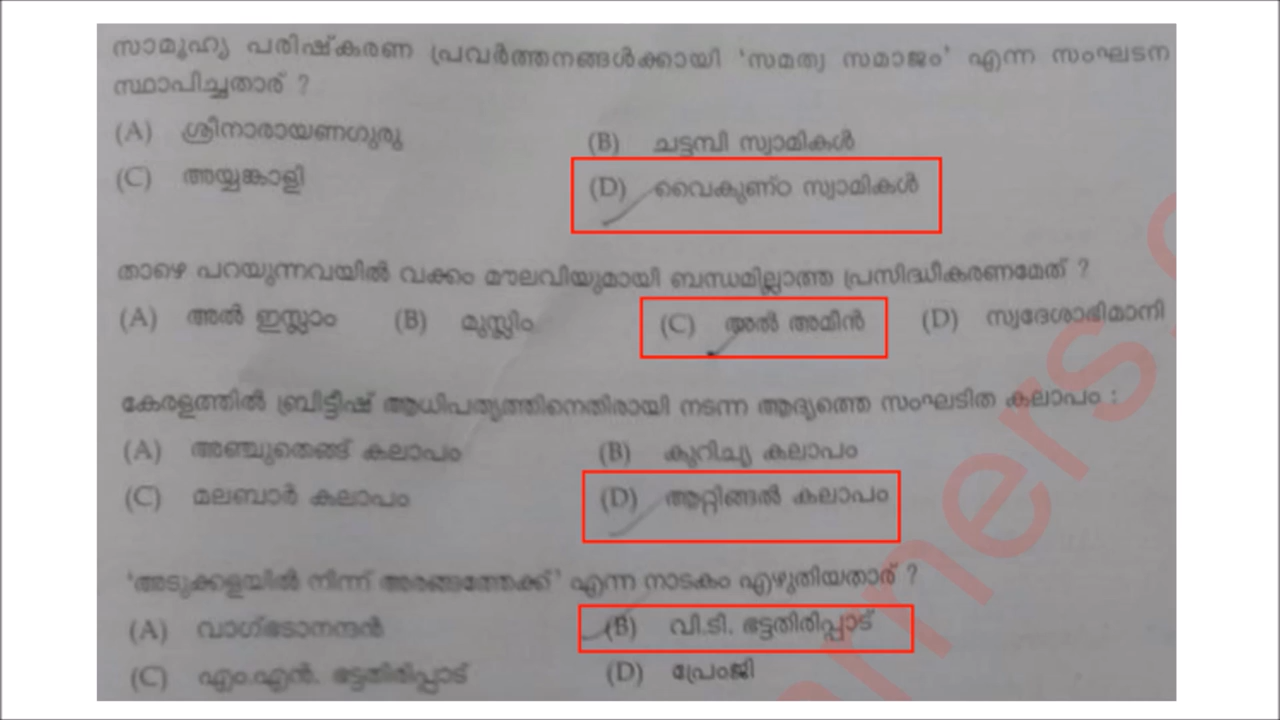 സാമൂഹ്യ പരിഷ്കരണ പ്രവർത്തനങ്ങൾക്കായി 'സമത്വ സമാജം' എന്ന സംഘടന
സ്ഥാപിച്ചതാര് ?
(A) ശ്രീനാരായണഗുരു (B) ചട്ടമ്പി സ്വാമികൾ
(C) അയ്യങ്കാളി (D) വൈകുണ്ഠ സ്വാമികൾ
താഴെ പറയുന്നവയിൽ വക്കം മൗലവിയുമായി ബന്ധമില്ലാത്ത പ്രസിദ്ധീകരണമേത് ?
(A) അൽ ഇസ്ലാം (B) മുസ്ലിം (C) അൽ അമീൻ (D) സ്വദേശാഭിമാനി
കേരളത്തിൽ ബ്രിട്ടീഷ് ആധിപത്യത്തിനെതിരായി നടന്ന ആദ്യത്തെ സംഘടിത കലാപം :
(A) അഞ്ചുതെങ്ങ് കലാപം (B) കുറിച്യ കലാപം
(C) മലബാർ കലാപം (D) ആറ്റിങ്ങൽ കലാപം
'അടുക്കളയിൽ നിന്ന് അരങ്ങത്തേക്ക്' എന്ന നാടകം എഴുതിയതാര് ?
(A) വാഗ്ഭടാനന്ദൻ (B) വി.ടി. ഭട്ടതിരിപ്പാട്
(C) എം.എൻ. ഭട്ടതിരിപ്പാട് (D) പ്രേംജി